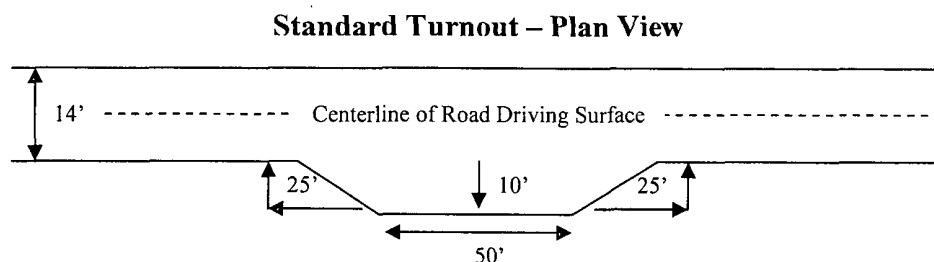 Standard Turnout – Plan View
14’
Centerline of Road Driving Surface
25’
10’
25’
50’